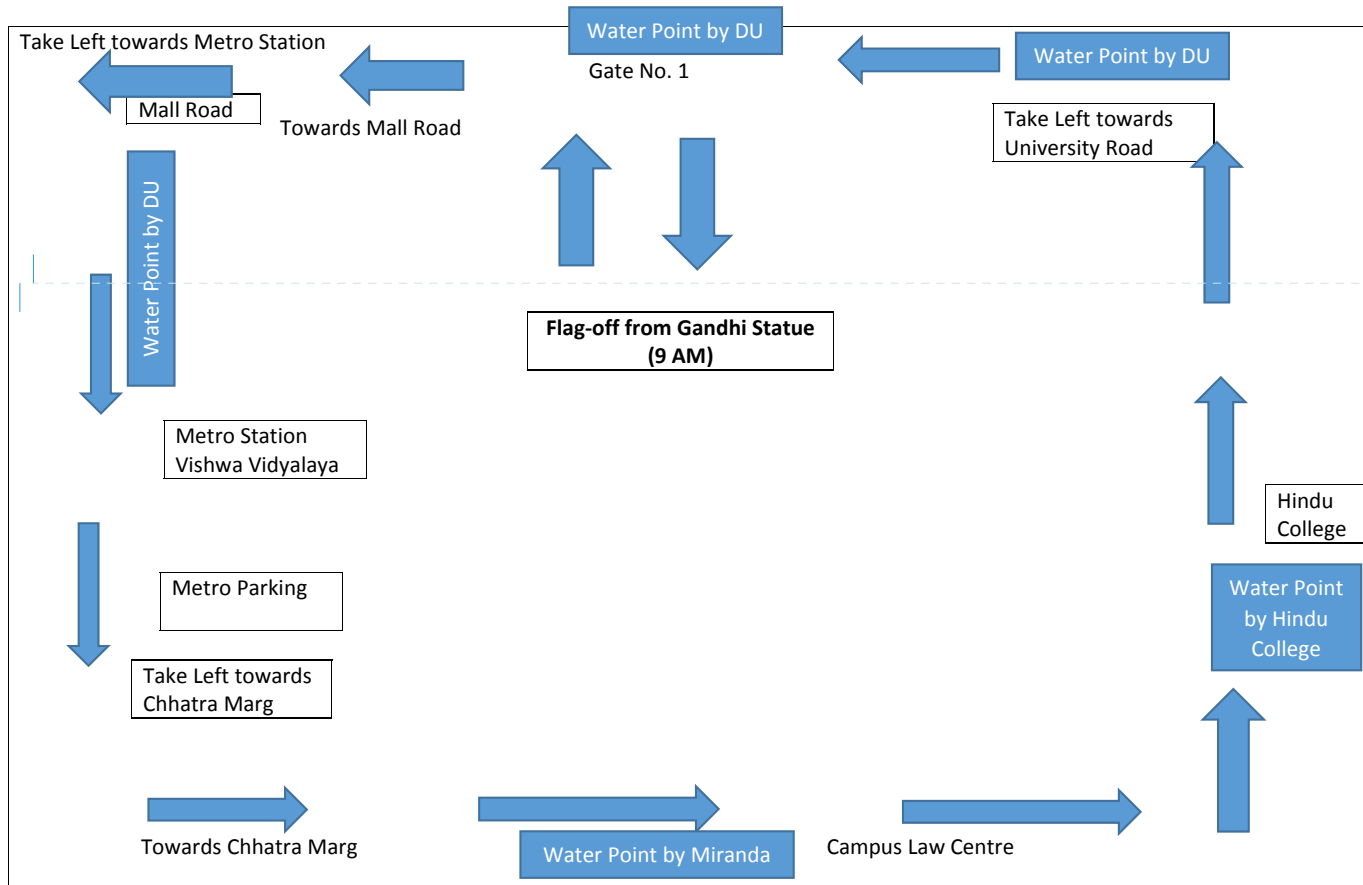 Water Point by DU
Take Left towards Metro Station
Water Point by DU
Gate No. 1
Mall Road
Towards Mall Road
Take Left towards
University Road
Water Point by DU
Flag-off from Gandhi Statue
(9 AM)
Metro Station
Vishwa Vidyalaya
Hindu
College
Metro Parking
Water Point
by Hindu
College
Take Left towards
Chhatra Marg
Towards Chhatra Marg
Water Point by Miranda
Campus Law Centre